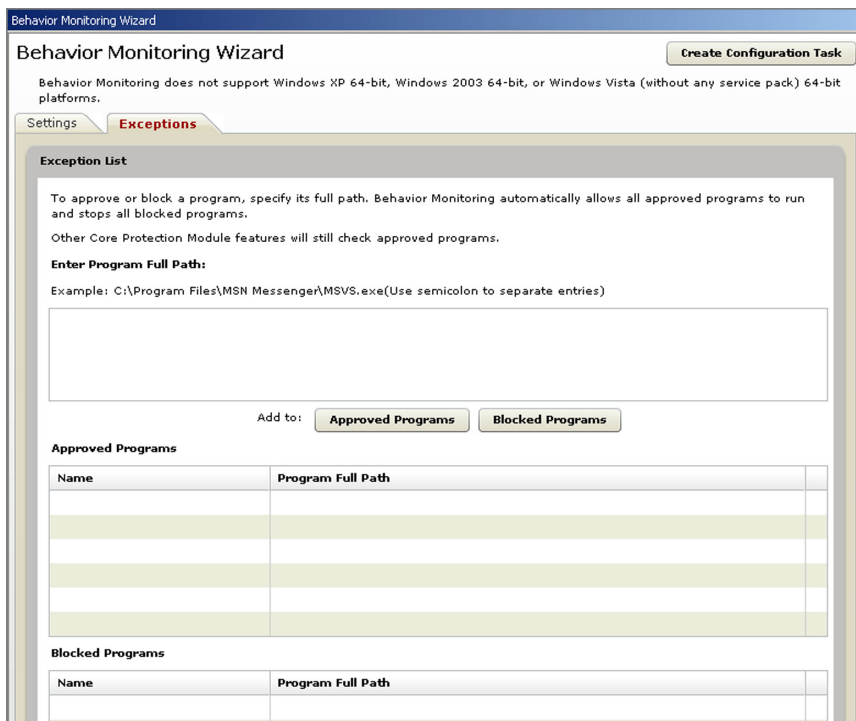 Behavior Monitoring Wizard
Behavior Monitoring Wizard
Create Configuration Task
Behavior Monitoring does not support Windows XP 64-bit, Windows 2003 64-bit, or Windows Vista (without any service pack) 64-bit
platforms.
Settings
Exceptions
Exception List
To approve or block a program, specify its full path. Behavior Monitoring automatically allows all approved programs to run
and stops all blocked programs.
Other Core Protection Module features will still check approved programs.
Enter Program Full Path:
Example: C:\Program Files\MSN Messenger\MSVS.exe(Use semicolon to separate entries)
Add to: Approved Programs Blocked Programs
Approved Programs
Name Program Full Path
Blocked Programs
Name Program Full Path